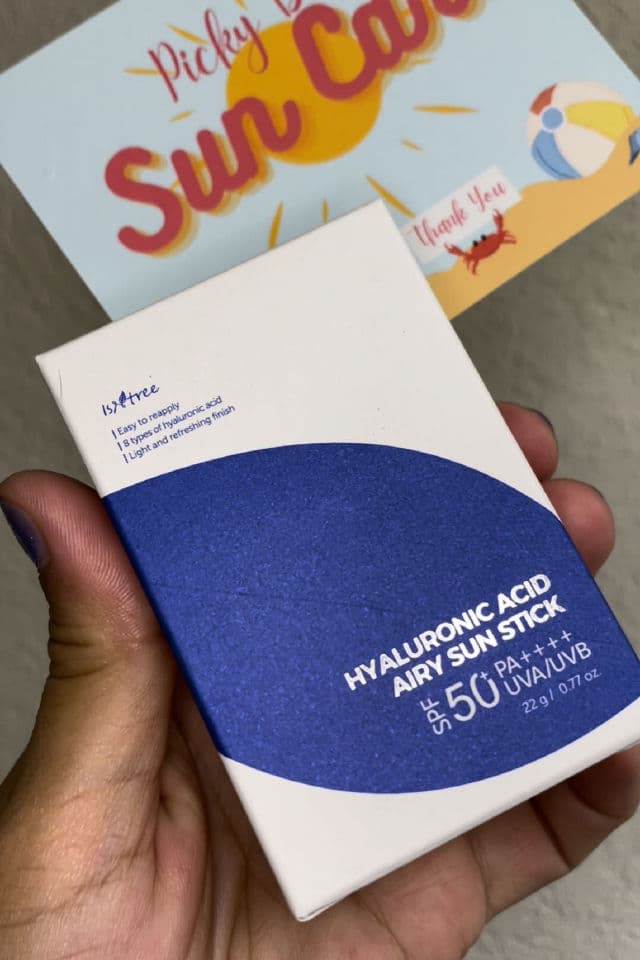 Picky
Sun
Thank You
Isntree
Easy to reapply
8 types of hyaluronic acid
Light and refreshing finish
HYALURONIC ACID
AIRY SUN STICK
SPF 50+ PA++++
UVA/UVB
22 g / 0.77 oz.